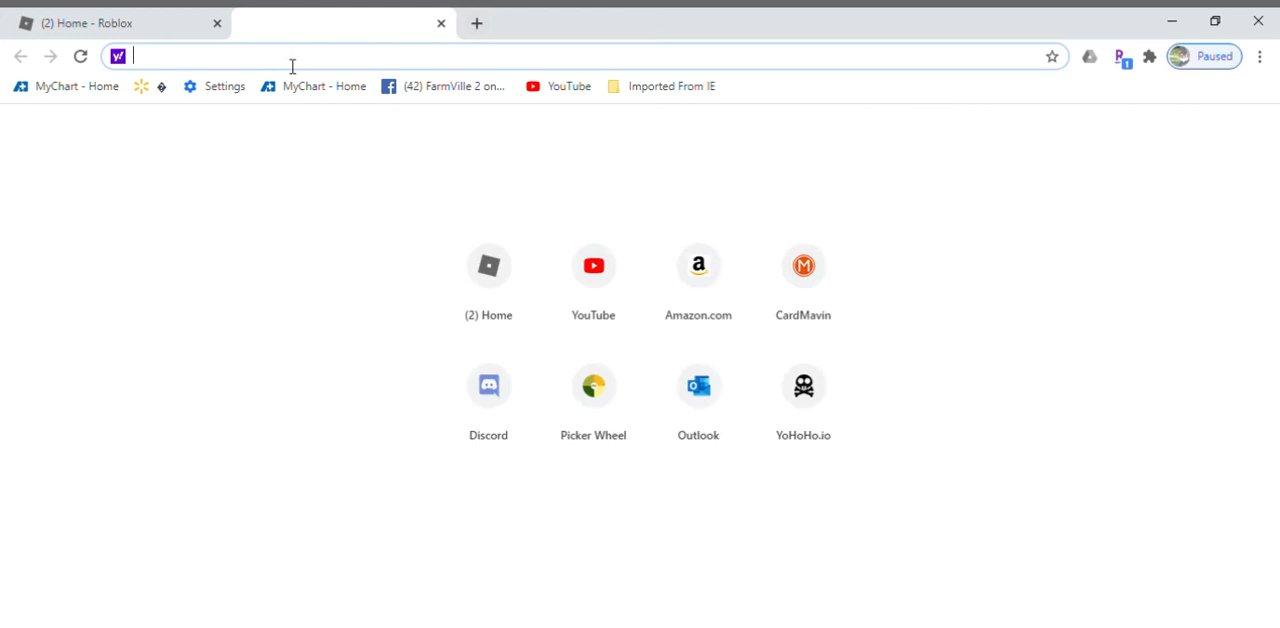 (2) Home - Roblox
y!
Paused
MyChart - Home � Settings MyChart - Home (42) FarmVille 2 on... YouTube Imported From IE
(2) Home YouTube Amazon.com CardMavin
Discord Picker Wheel Outlook YoHoHo.io